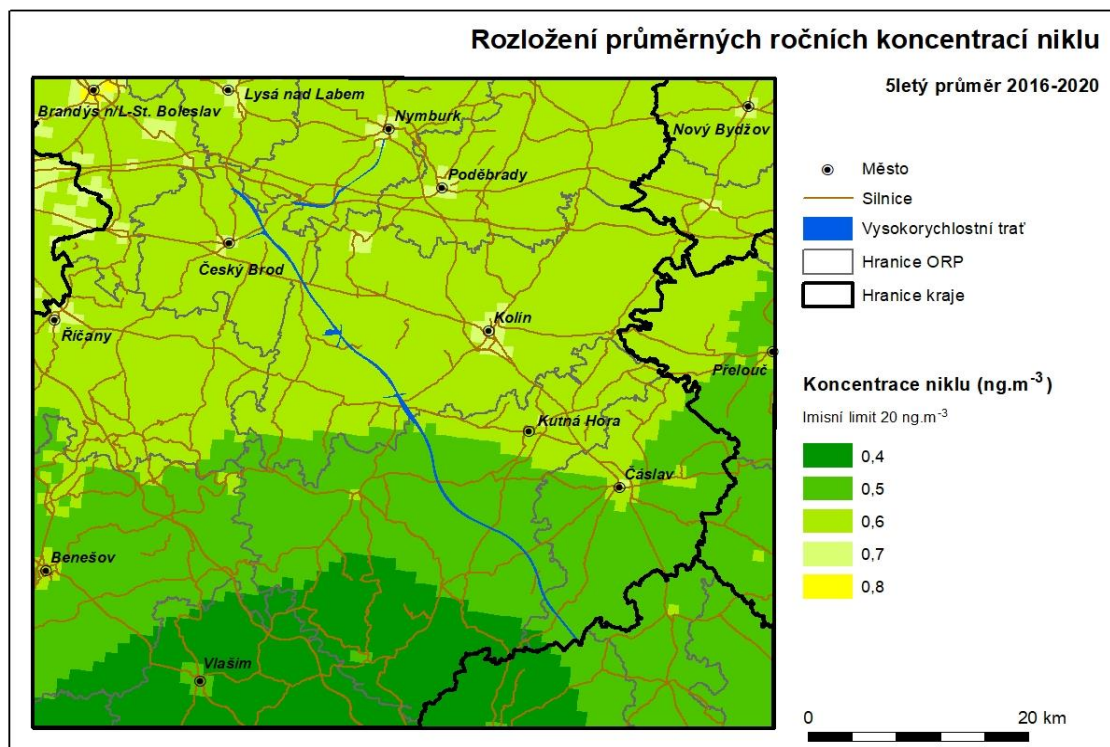 Rozložení průměrných ročních koncentrací niklu
5letý průměr 2016-2020
Brandýs n/L-St. Boleslav
Lysá nad Labem
Nymburk
Nový Bydžov
Poděbrady
Český Brod
Říčany
Kolín
Přelouč
Kutná Hora
Čáslav
Benešov
Vlašim
Město
Silnice
Vysokorychlostní trať
Hranice ORP
Hranice kraje
Koncentrace niklu (ng.m⁻³)
Imisní limit 20 ng.m⁻³
0,4
0,5
0,6
0,7
0,8
0 20 km